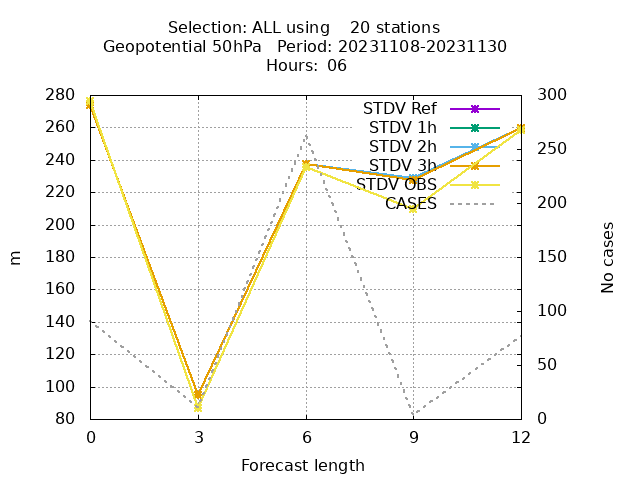 Selection: ALL using    20 stations
Geopotential 50hPa   Period: 20231108-20231130
Hours: 06
280
260
240
220
200
180
160
140
120
100
80
m
STDV Ref
STDV 1h
STDV 2h
STDV 3h
STDV OBS
CASES
300
250
200
150
100
50
0
No cases
0 3 6 9 12
Forecast length